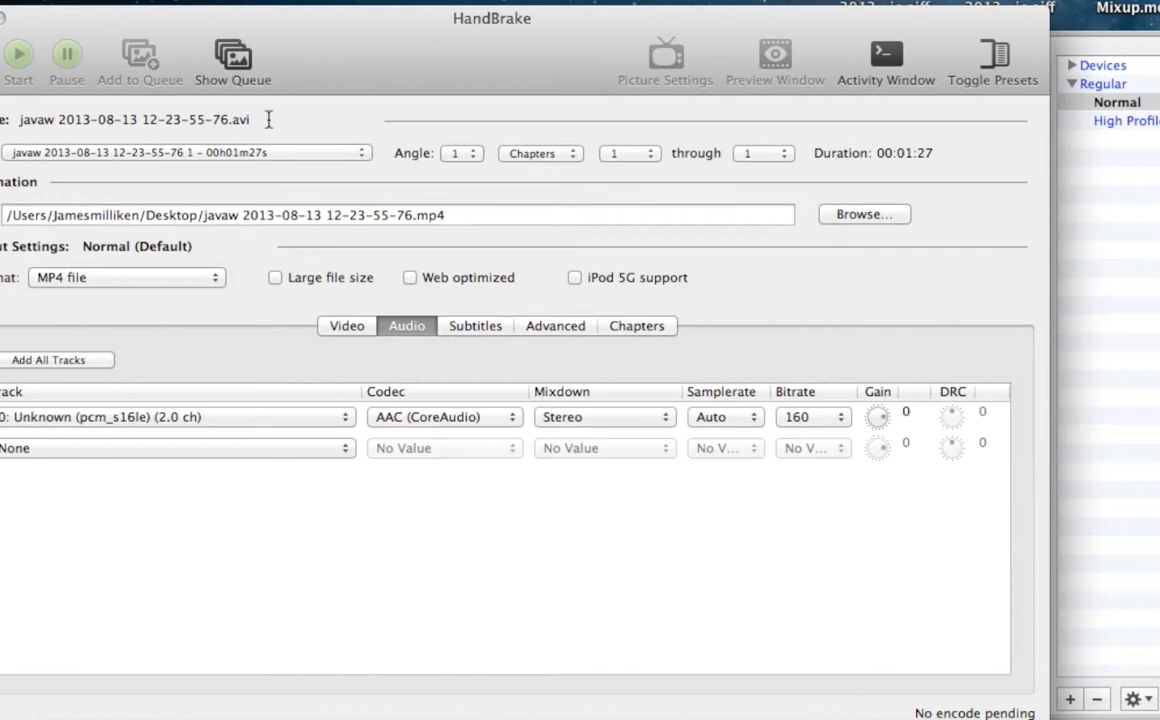 Mixup.m
HandBrake
Start Pause Add to Queue Show Queue Picture Settings Preview Window Activity Window Toggle Presets
Devices
Regular
Normal
High Profil
e: javaw 2013-08-13 12-23-55-76.avi
javaw 2013-08-13 12-23-55-76 1 - 00h01m27s Angle: 1 Chapters 1 through 1 Duration: 00:01:27
nation
/Users/Jamesmilliken/Desktop/javaw 2013-08-13 12-23-55-76.mp4 Browse...
ut Settings: Normal (Default)
nat: MP4 file Large file size Web optimized iPod 5G support
Video Audio Subtitles Advanced Chapters
Add All Tracks
rack Codec Mixdown Samplerate Bitrate Gain DRC
0: Unknown (pcm_s16le) (2.0 ch) AAC (CoreAudio) Stereo Auto 160 0 0
None No Value No Value No V... No V... 0 0
No encode pending